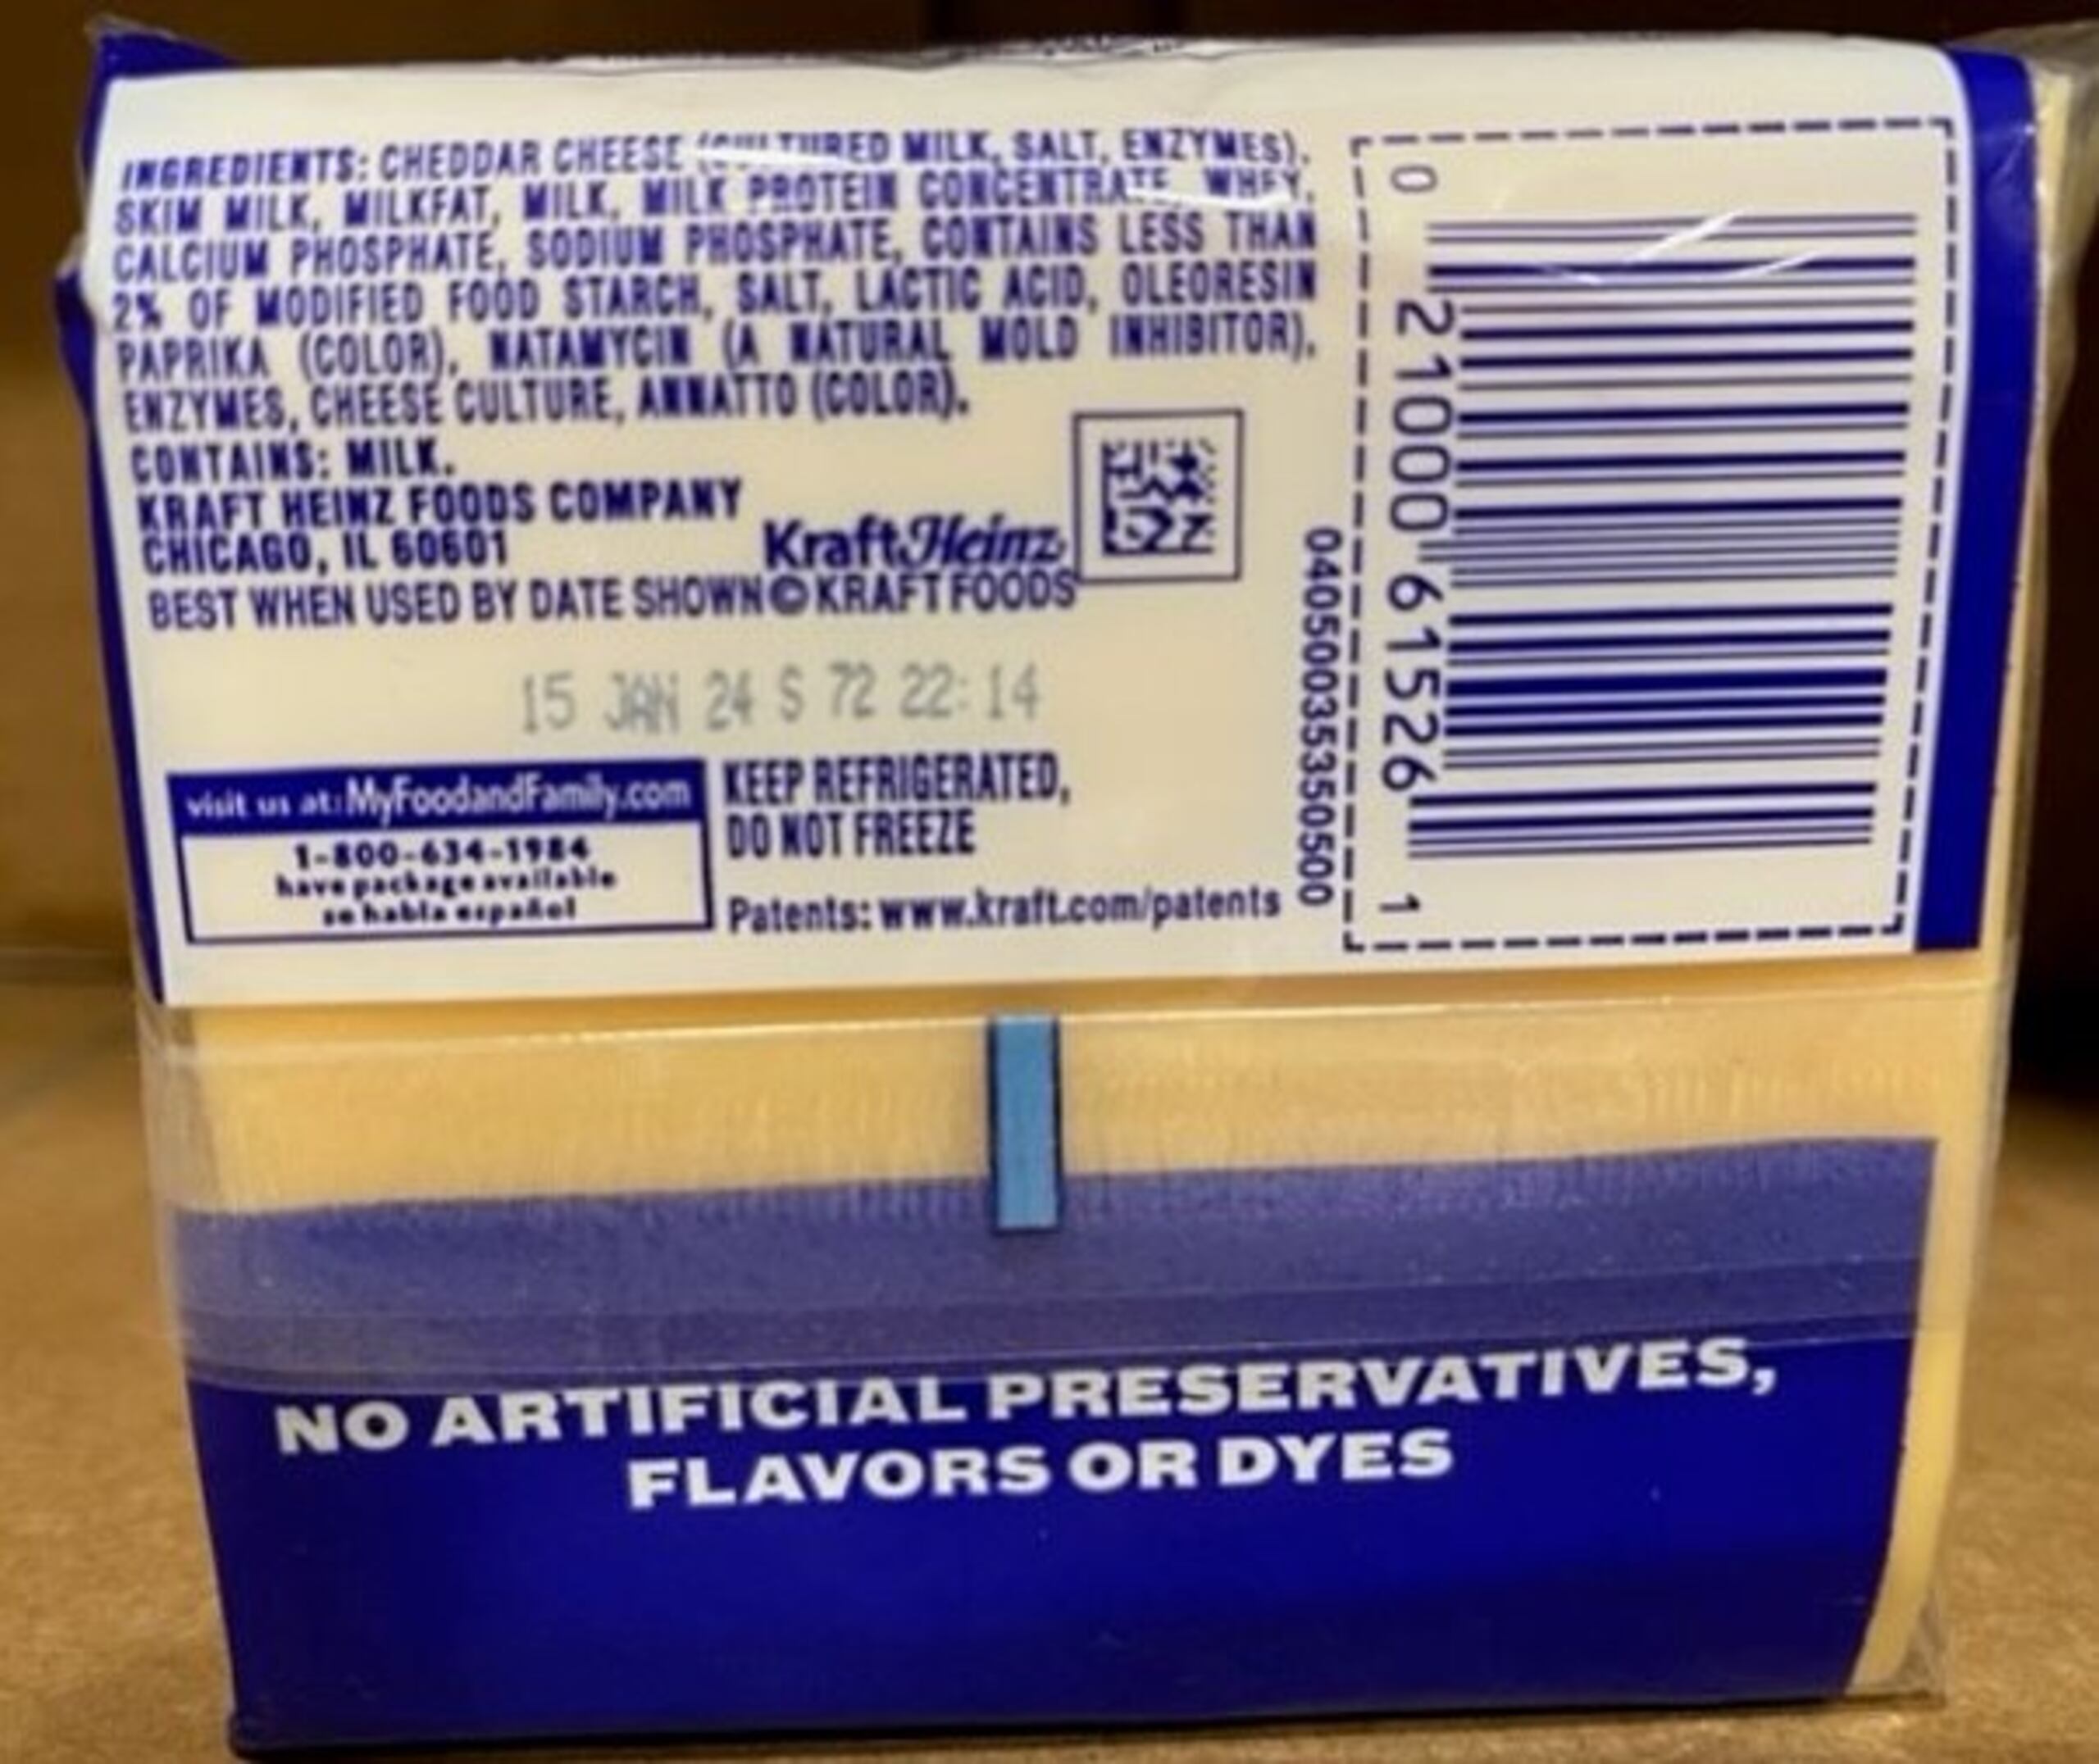 INGREDIENTS: CHEDDAR CHEESE (CULTURED MILK, SALT, ENZYMES),
SKIM MILK, MILKFAT, MILK, MILK PROTEIN CONCENTRATE, WHEY,
CALCIUM PHOSPHATE, SODIUM PHOSPHATE, CONTAINS LESS THAN
2% OF MODIFIED FOOD STARCH, SALT, LACTIC ACID, OLEORESIN
PAPRIKA (COLOR), NATAMYCIN (A NATURAL MOLD INHIBITOR),
ENZYMES, CHEESE CULTURE, ANNATTO (COLOR).
CONTAINS: MILK.
KRAFT HEINZ FOODS COMPANY
CHICAGO, IL 60601
KraftHeinz
BEST WHEN USED BY DATE SHOWN © KRAFT FOODS
15 JAN 24 S 72 22:14
visit us at: MyFoodandFamily.com
1-800-634-1984
have package available
se habla español
KEEP REFRIGERATED,
DO NOT FREEZE
Patents: www.kraft.com/patents
04050035350500
0 21000 61526 1
NO ARTIFICIAL PRESERVATIVES,
FLAVORS OR DYES